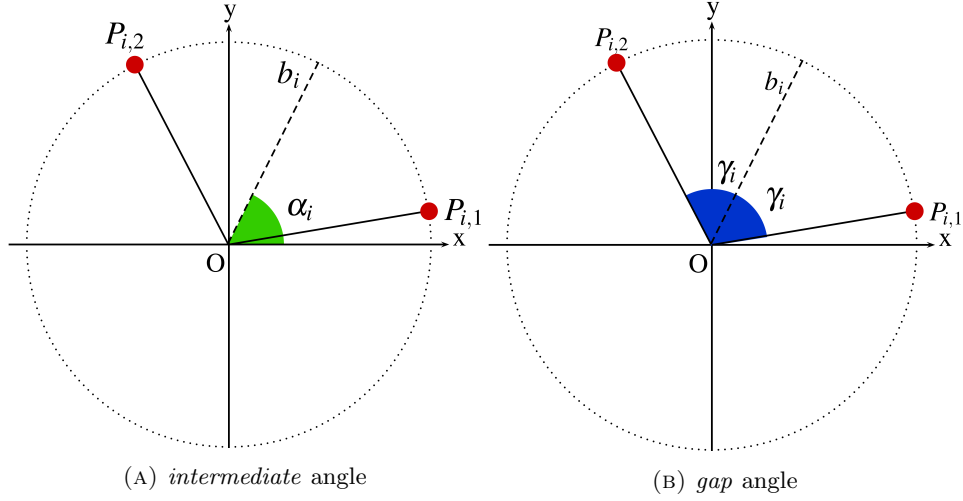 y
P_{i,2}
b_i
α_i
P_{i,1}
x
O
(A) intermediate angle
y
P_{i,2}
b_i
γ_i
γ_i
P_{i,1}
x
O
(B) gap angle